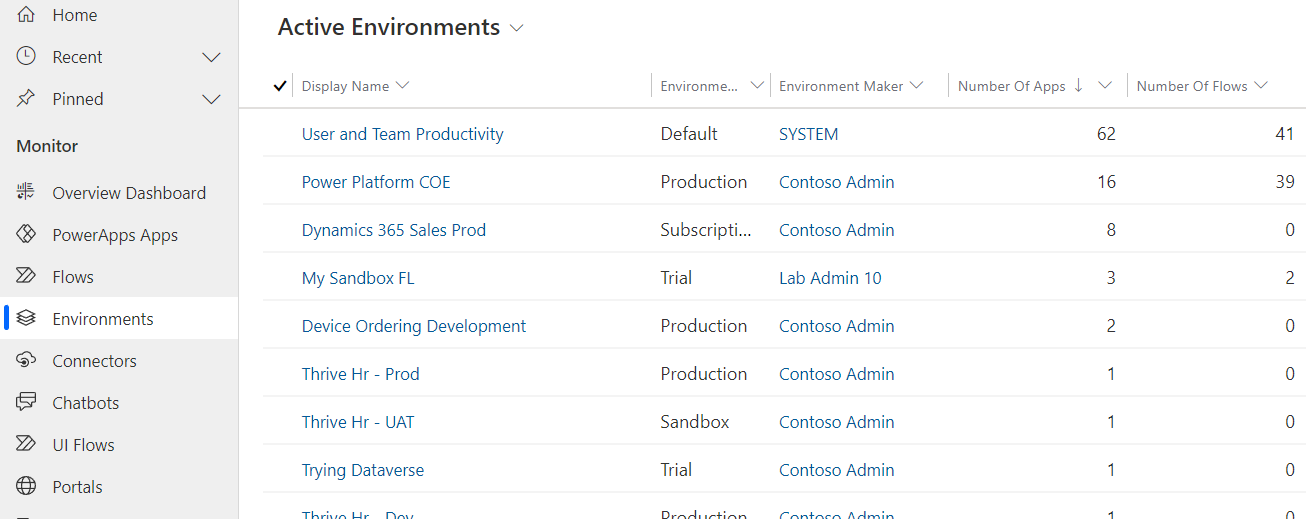 Home
Recent
Pinned
Monitor
Overview Dashboard
PowerApps Apps
Flows
Environments
Connectors
Chatbots
UI Flows
Portals
Active Environments
Display Name Environme... Environment Maker Number Of Apps Number Of Flows
User and Team Productivity Default SYSTEM 62 41
Power Platform COE Production Contoso Admin 16 39
Dynamics 365 Sales Prod Subscripti... Contoso Admin 8 0
My Sandbox FL Trial Lab Admin 10 3 2
Device Ordering Development Production Contoso Admin 2 0
Thrive Hr - Prod Production Contoso Admin 1 0
Thrive Hr - UAT Sandbox Contoso Admin 1 0
Trying Dataverse Trial Contoso Admin 1 0
Thrive Hr - Dev Production Contoso Admin 1 0